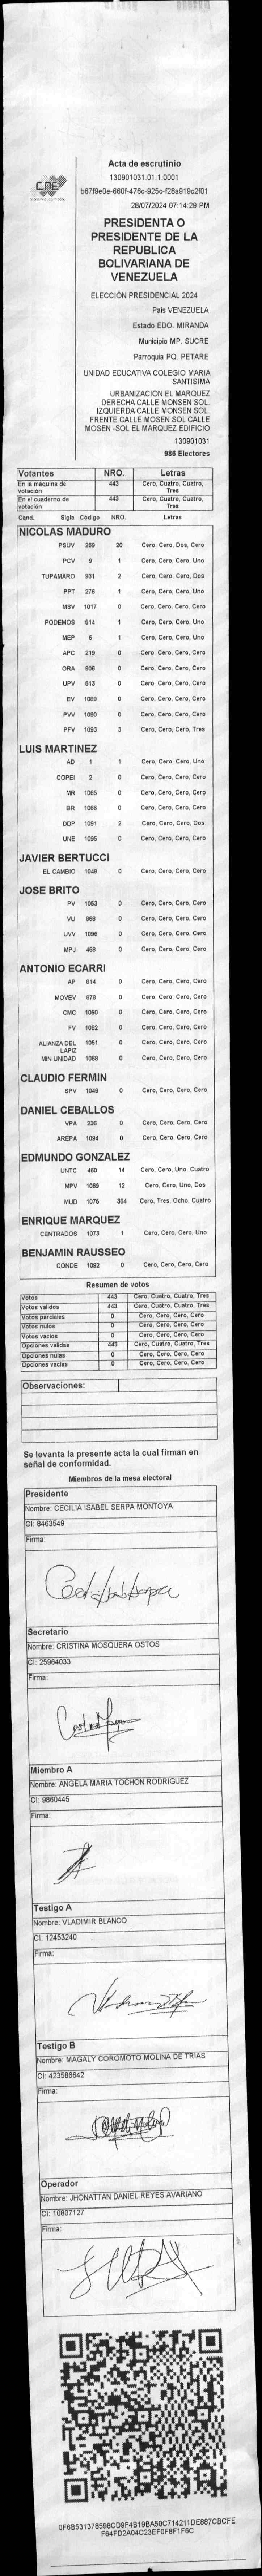 CNE
Acta de escrutinio
130901031.01.1.0001
b67f9e0e-660f-476c-925c-f28a919c2f01
28/07/2024 07:14:29 PM
PRESIDENTA O
PRESIDENTE DE LA
REPUBLICA
BOLIVARIANA DE
VENEZUELA
ELECCIÓN PRESIDENCIAL 2024
Pais VENEZUELA
Estado EDO. MIRANDA
Municipio MP. SUCRE
Parroquia PQ. PETARE
UNIDAD EDUCATIVA COLEGIO MARIA
SANTISIMA
URBANIZACION EL MARQUEZ
DERECHA CALLE MONSEN SOL.
IZQUIERDA CALLE MONSEN SOL.
FRENTE CALLE MOSEN SOL CALLE
MOSEN -SOL EL MARQUEZ EDIFICIO
130901031
986 Electores
Votantes NRO. Letras
En la máquina de votación 443 Cero, Cuatro, Cuatro, Tres
En el cuaderno de votación 443 Cero, Cuatro, Cuatro, Tres
Cand. Sigla Código NRO. Letras
NICOLAS MADURO
PSUV 269 20 Cero, Cero, Dos, Cero
PCV 9 1 Cero, Cero, Cero, Uno
TUPAMARO 931 2 Cero, Cero, Cero, Dos
PPT 276 1 Cero, Cero, Cero, Uno
MSV 1017 0 Cero, Cero, Cero, Cero
PODEMOS 514 1 Cero, Cero, Cero, Uno
MEP 6 1 Cero, Cero, Cero, Uno
APC 219 0 Cero, Cero, Cero, Cero
ORA 905 0 Cero, Cero, Cero, Cero
UPV 513 0 Cero, Cero, Cero, Cero
EV 1089 0 Cero, Cero, Cero, Cero
PVV 1090 0 Cero, Cero, Cero, Cero
PFV 1093 3 Cero, Cero, Cero, Tres
LUIS MARTINEZ
AD 1 1 Cero, Cero, Cero, Uno
COPEI 2 0 Cero, Cero, Cero, Cero
MR 1065 0 Cero, Cero, Cero, Cero
BR 1066 0 Cero, Cero, Cero, Cero
DDP 1091 2 Cero, Cero, Cero, Dos
UNE 1095 0 Cero, Cero, Cero, Cero
JAVIER BERTUCCI
EL CAMBIO 1048 0 Cero, Cero, Cero, Cero
JOSE BRITO
PV 1053 0 Cero, Cero, Cero, Cero
VU 0 Cero, Cero, Cero, Cero
UVV 1096 0 Cero, Cero, Cero, Cero
MPJ 458 0 Cero, Cero, Cero, Cero
ANTONIO ECARRI
AP 814 0 Cero, Cero, Cero, Cero
MOVEV 878 0 Cero, Cero, Cero, Cero
CMC 1050 0 Cero, Cero, Cero, Cero
FV 1052 0 Cero, Cero, Cero, Cero
ALIANZA DEL LAPIZ 1051 0 Cero, Cero, Cero, Cero
MIN UNIDAD 1068 0 Cero, Cero, Cero, Cero
CLAUDIO FERMIN
SPV 1049 0 Cero, Cero, Cero, Cero
DANIEL CEBALLOS
VPA 236 0 Cero, Cero, Cero, Cero
AREPA 1094 0 Cero, Cero, Cero, Cero
EDMUNDO GONZALEZ
UNTC 460 14 Cero, Cero, Uno, Cuatro
MPV 1069 12 Cero, Cero, Uno, Dos
MUD 1075 384 Cero, Tres, Ocho, Cuatro
ENRIQUE MARQUEZ
CENTRADOS 1073 1 Cero, Cero, Cero, Uno
BENJAMIN RAUSSEO
CONDE 1092 0 Cero, Cero, Cero, Cero
Resumen de votos
Votos 443 Cero, Cuatro, Cuatro, Tres
Votos validos 443 Cero, Cuatro, Cuatro, Tres
Votos parciales 0 Cero, Cero, Cero, Cero
Votos nulos 0 Cero, Cero, Cero, Cero
Votos vacios 0 Cero, Cero, Cero, Cero
Opciones validas 443 Cero, Cuatro, Cuatro, Tres
Opciones nulas 0 Cero, Cero, Cero, Cero
Opciones vacias 0 Cero, Cero, Cero, Cero
Observaciones:
Se levanta la presente acta la cual firman en
señal de conformidad.
Miembros de la mesa electoral
Presidente
Nombre: CECILIA ISABEL SERPA MONTOYA
CI: 8463549
Firma:
Secretario
Nombre: CRISTINA MOSQUERA OSTOS
CI: 25964033
Firma:
Miembro A
Nombre: ANGELA MARIA TOCHON RODRIGUEZ
CI: 9860445
Firma:
Testigo A
Nombre: VLADIMIR BLANCO
CI: 12453240
Firma:
Testigo B
Nombre: MAGALY COROMOTO MOLINA DE TRIAS
CI: 423586642
Firma:
Operador
Nombre: JHONATTAN DANIEL REYES AVARIANO
CI: 10807127
Firma:
0F6B531378598CD9F4B19BA50C714211DE887CBCFE
F64FD2A04C23EF0F8F1F6C